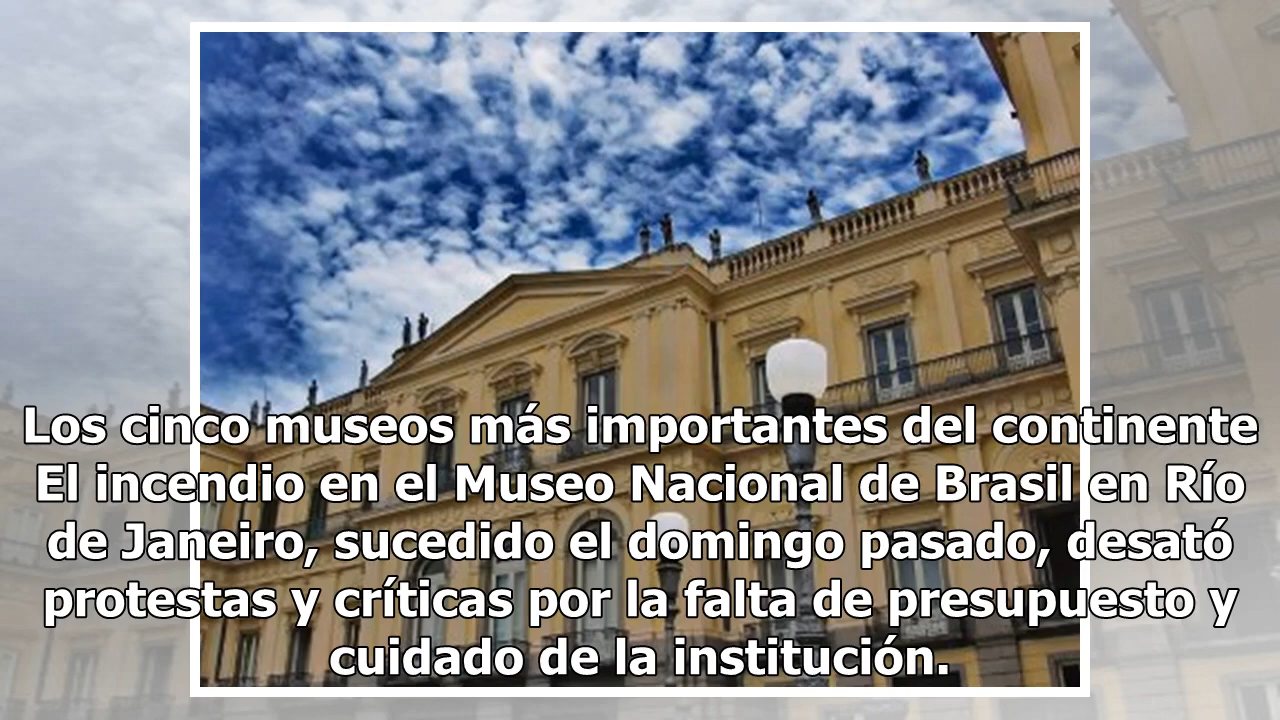 Los cinco museos más importantes del continente
El incendio en el Museo Nacional de Brasil en Río
de Janeiro, sucedido el domingo pasado, desató
protestas y críticas por la falta de presupuesto y
cuidado de la institución.